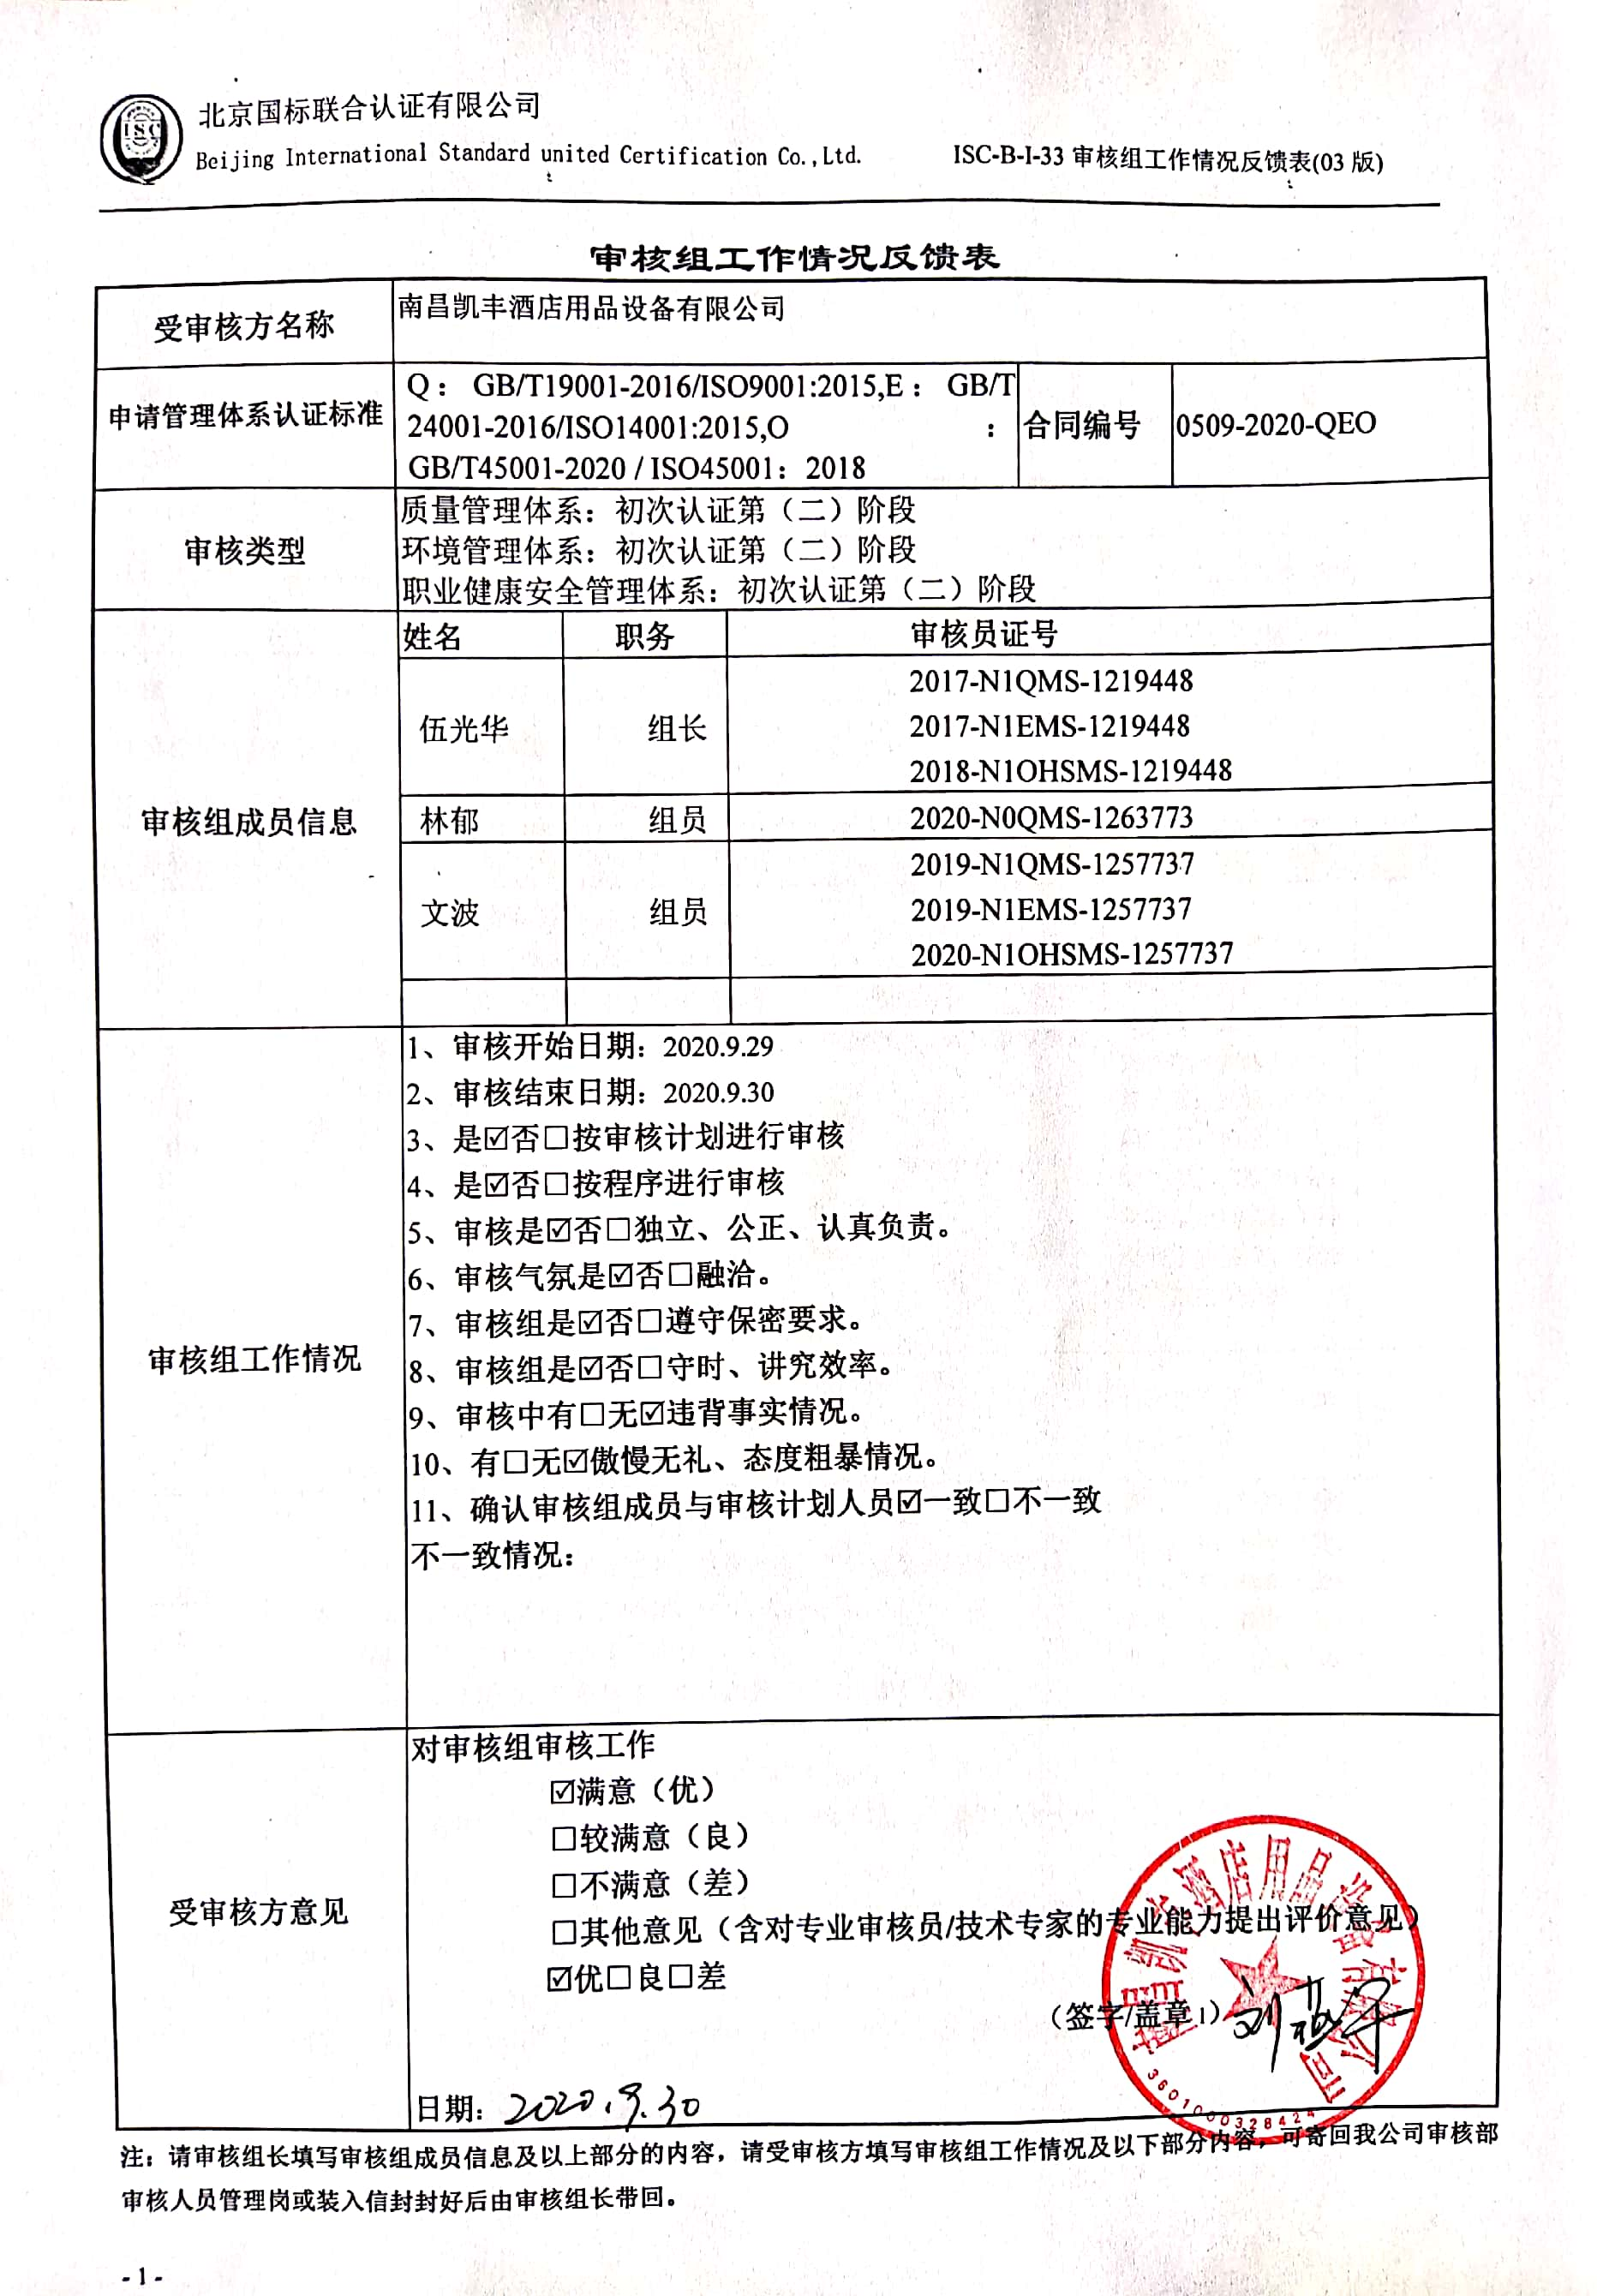 ISC
北京国标联合认证有限公司
Beijing International Standard united Certification Co.,Ltd.
ISC-B-I-33 审核组工作情况反馈表(03 版)
审核组工作情况反馈表
受审核方名称
南昌凯丰酒店用品设备有限公司
申请管理体系认证标准
Q： GB/T19001-2016/ISO9001:2015,E： GB/T
24001-2016/ISO14001:2015,O ：
GB/T45001-2020 / ISO45001：2018
合同编号
0509-2020-QEO
审核类型
质量管理体系：初次认证第（二）阶段
环境管理体系：初次认证第（二）阶段
职业健康安全管理体系：初次认证第（二）阶段
审核组成员信息
姓名 职务 审核员证号
伍光华 组长
2017-N1QMS-1219448
2017-N1EMS-1219448
2018-N1OHSMS-1219448
林郁 组员 2020-N0QMS-1263773
文波 组员
2019-N1QMS-1257737
2019-N1EMS-1257737
2020-N1OHSMS-1257737
审核组工作情况
1、审核开始日期：2020.9.29
2、审核结束日期：2020.9.30
3、是☑否☐按审核计划进行审核
4、是☑否☐按程序进行审核
5、审核是☑否☐独立、公正、认真负责。
6、审核气氛是☑否☐融洽。
7、审核组是☑否☐遵守保密要求。
8、审核组是☑否☐守时、讲究效率。
9、审核中有☐无☑违背事实情况。
10、有☐无☑傲慢无礼、态度粗暴情况。
11、确认审核组成员与审核计划人员☑一致☐不一致
不一致情况：
受审核方意见
对审核组审核工作
☑满意（优）
☐较满意（良）
☐不满意（差）
☐其他意见（含对专业审核员/技术专家的专业能力提出评价意见）
☑优☐良☐差
（签字/盖章）
南昌凯丰酒店用品设备有限公司
3601000328424
日期：2020.9.30
注：请审核组长填写审核组成员信息及以上部分的内容，请受审核方填写审核组工作情况及以下部分内容，可寄回我公司审核部
审核人员管理岗或装入信封封好后由审核组长带回。
- 1 -